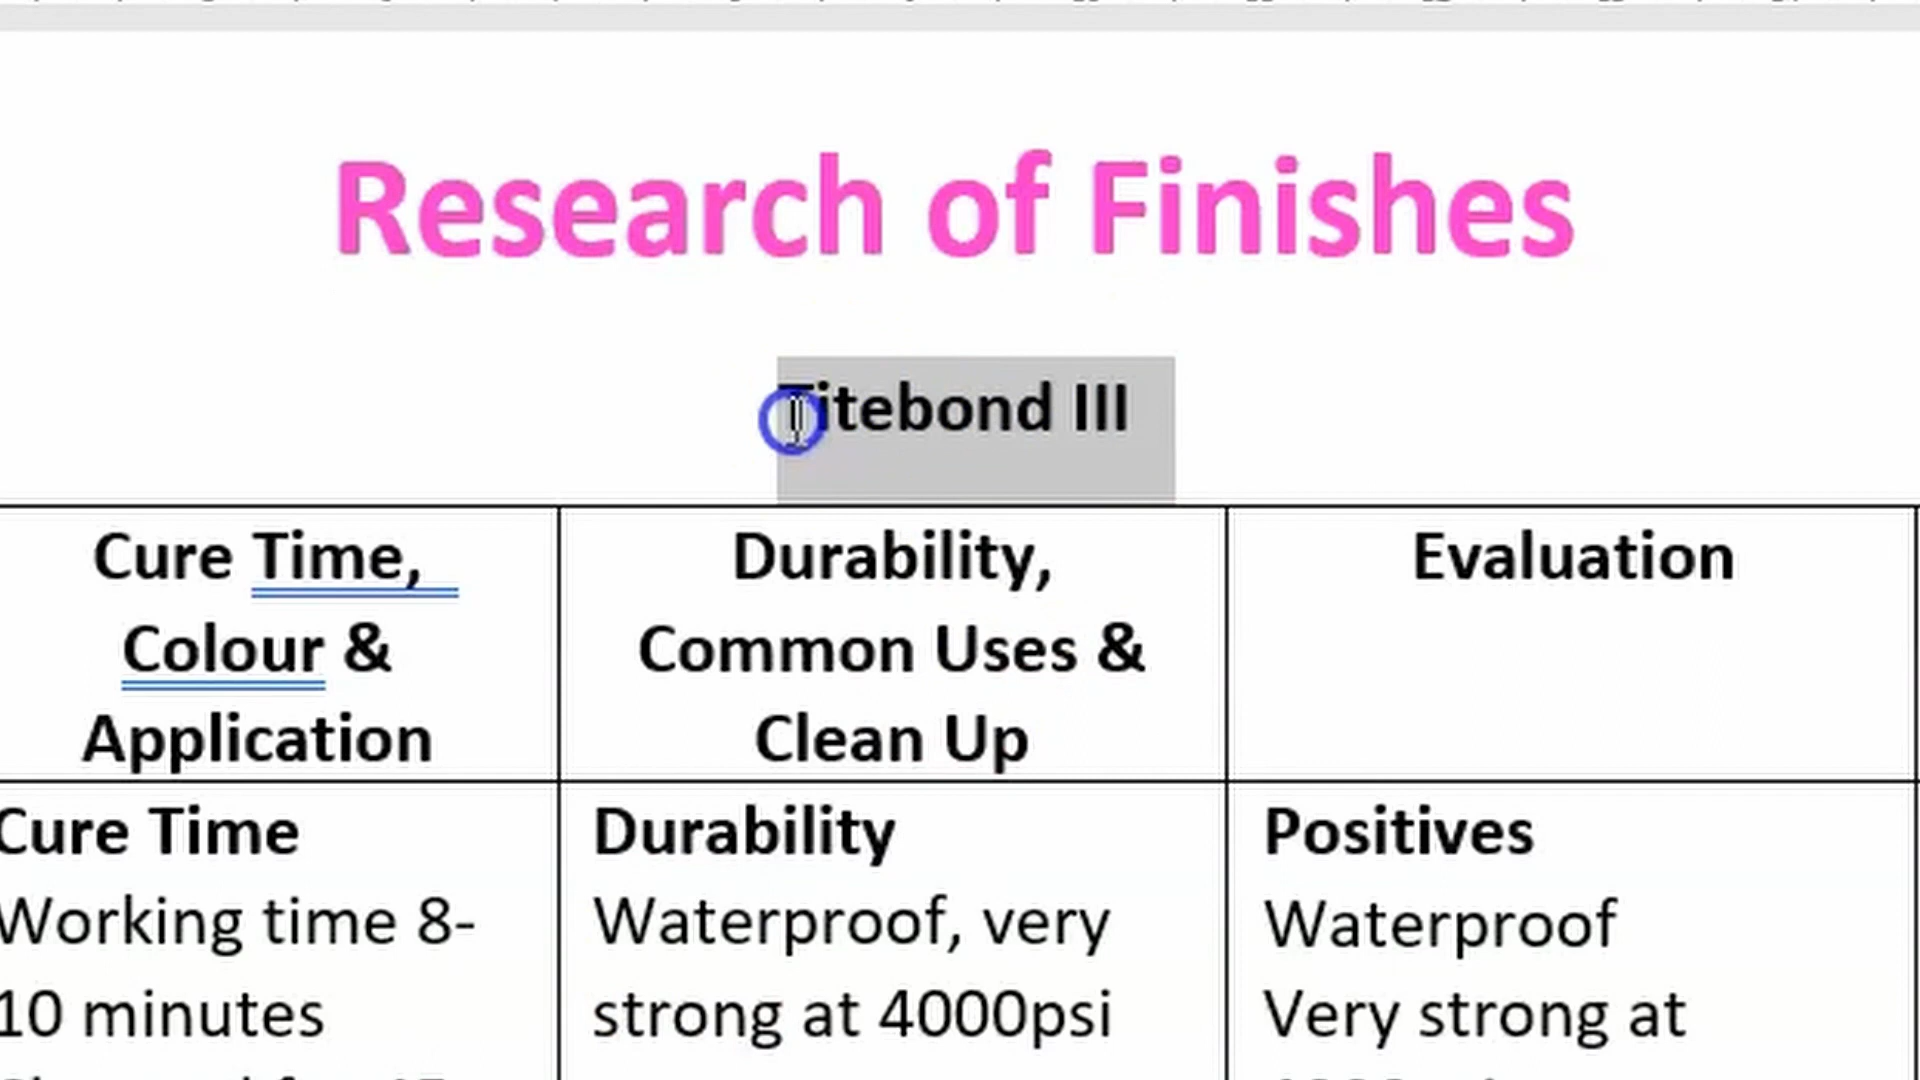 Research of Finishes
Titebond III
Cure Time,
Colour &
Application
Durability,
Common Uses &
Clean Up
Evaluation
Cure Time
Working time 8-
10 minutes
Durability
Waterproof, very
strong at 4000psi
Positives
Waterproof
Very strong at